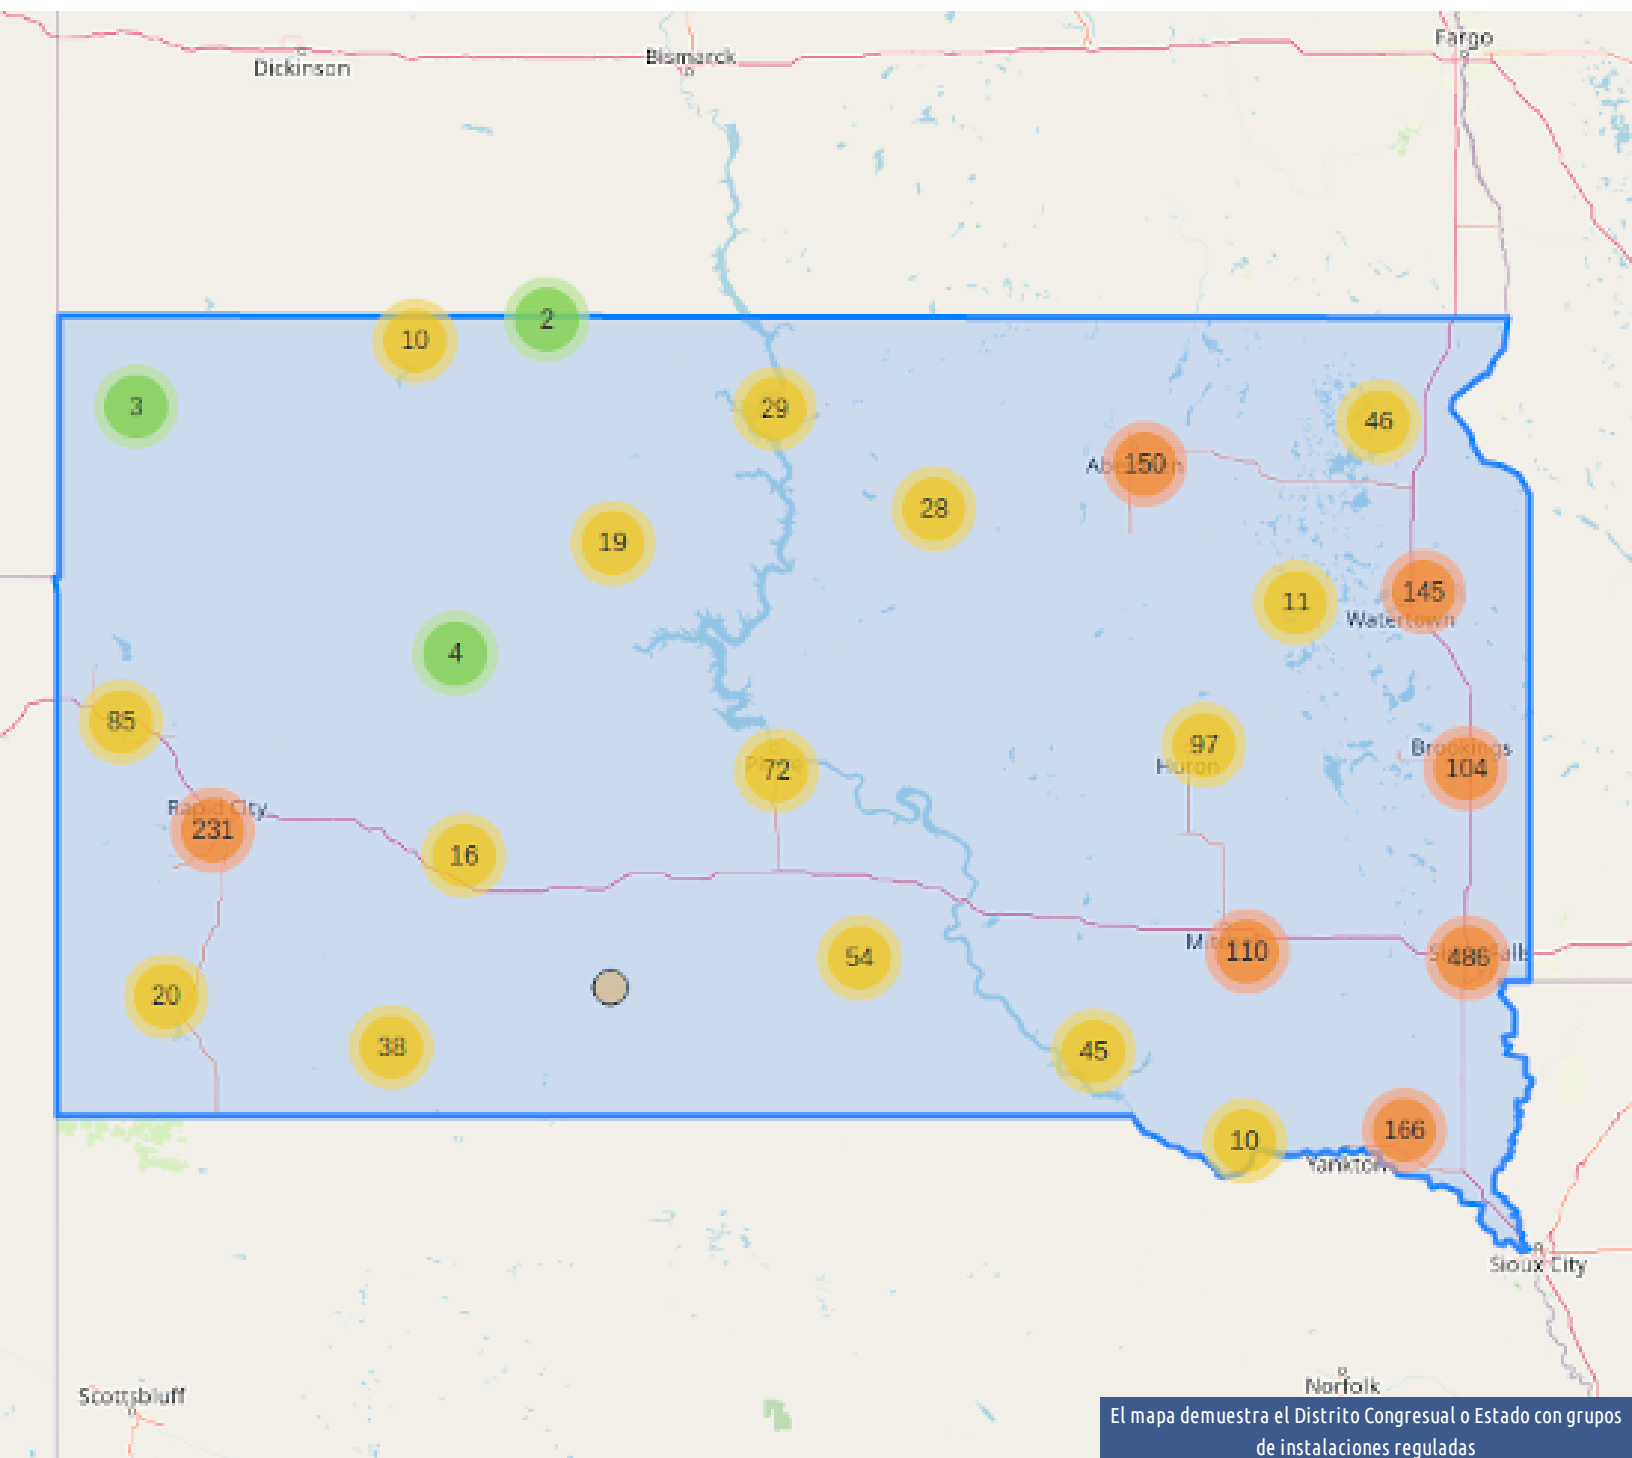 Fargo
Bismarck
Dickinson
2
10
3
29
46
150
28
19
11
145
Watertown
4
85
97
Huron
Brookings
72
104
Rapid City
231
16
110
54
486
20
38
45
166
10
Yankton
Sioux City
Norfolk
Scottsbluff
El mapa demuestra el Distrito Congresual o Estado con grupos
de instalaciones reguladas